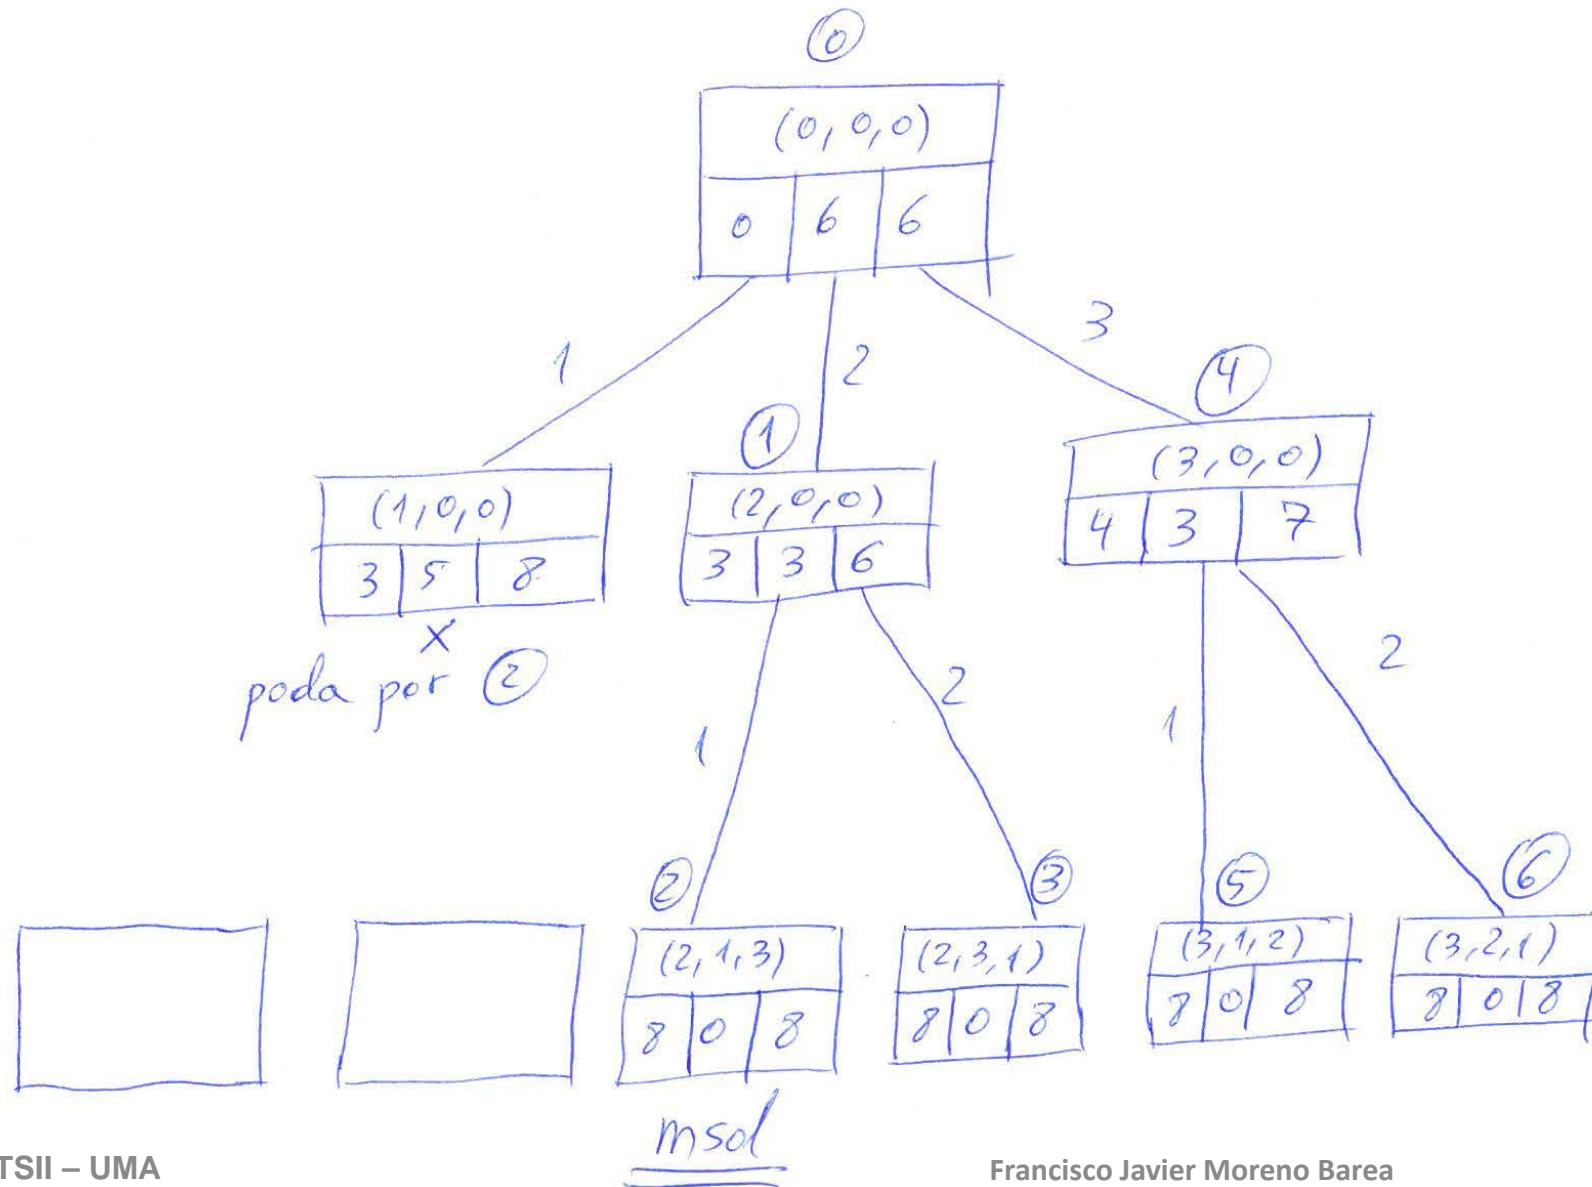 0
(0,0,0)
0 6 6
1 2 3
4
1
(3,0,0)
4 3 7
(1,0,0)
3 5 8
(2,0,0)
3 3 6
X
poda por 2
1 2 1 2
2 3 5 6
(2,1,3) (2,3,1) (3,1,2) (3,2,1)
8 0 8 8 0 8 8 0 8 8 0 8
msol
TSII – UMA Francisco Javier Moreno Barea